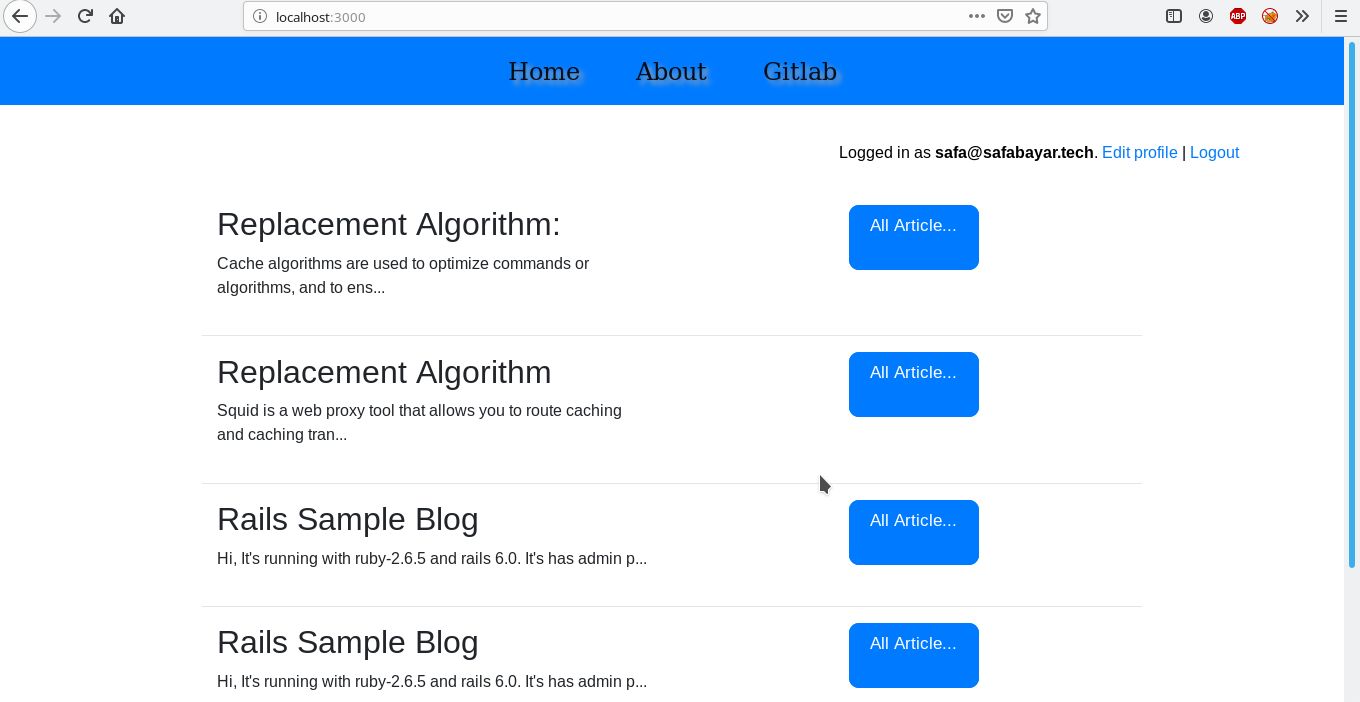 localhost:3000
ABP
Home About Gitlab
Logged in as safa@safabayar.tech. Edit profile | Logout
Replacement Algorithm:
All Article...
Cache algorithms are used to optimize commands or
algorithms, and to ens...
Replacement Algorithm
All Article...
Squid is a web proxy tool that allows you to route caching
and caching tran...
Rails Sample Blog
All Article...
Hi, It's running with ruby-2.6.5 and rails 6.0. It's has admin p...
Rails Sample Blog
All Article...
Hi, It's running with ruby-2.6.5 and rails 6.0. It's has admin p...